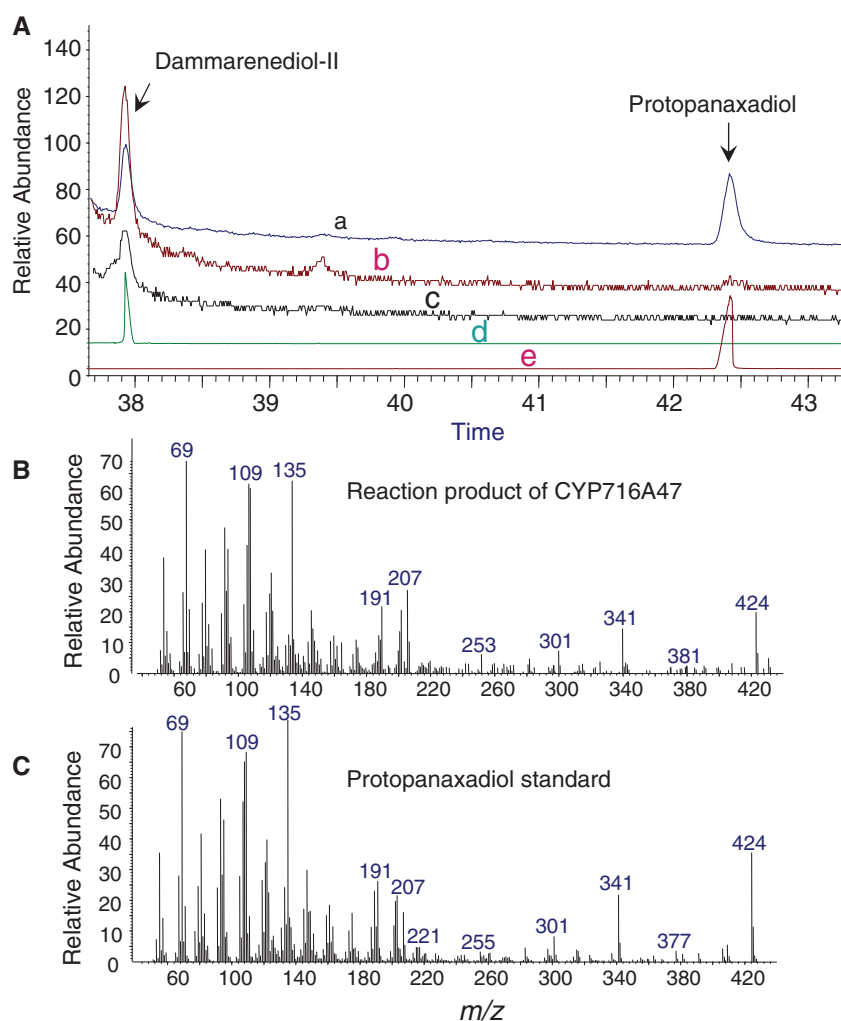 A
Relative Abundance
140
120
100
80
60
40
20
0
Dammarenediol-II
Protopanaxadiol
a
b
c
d
e
38 39 40 41 42 43
Time
B
Relative Abundance
70
60
50
40
30
20
10
0
Reaction product of CYP716A47
69
109
135
191
207
253
301
341
381
424
60 100 140 180 220 260 300 340 380 420
C
Relative Abundance
70
60
50
40
30
20
10
0
Protopanaxadiol standard
69
109
135
191
207
221
255
301
341
377
424
60 100 140 180 220 260 300 340 380 420
m/z